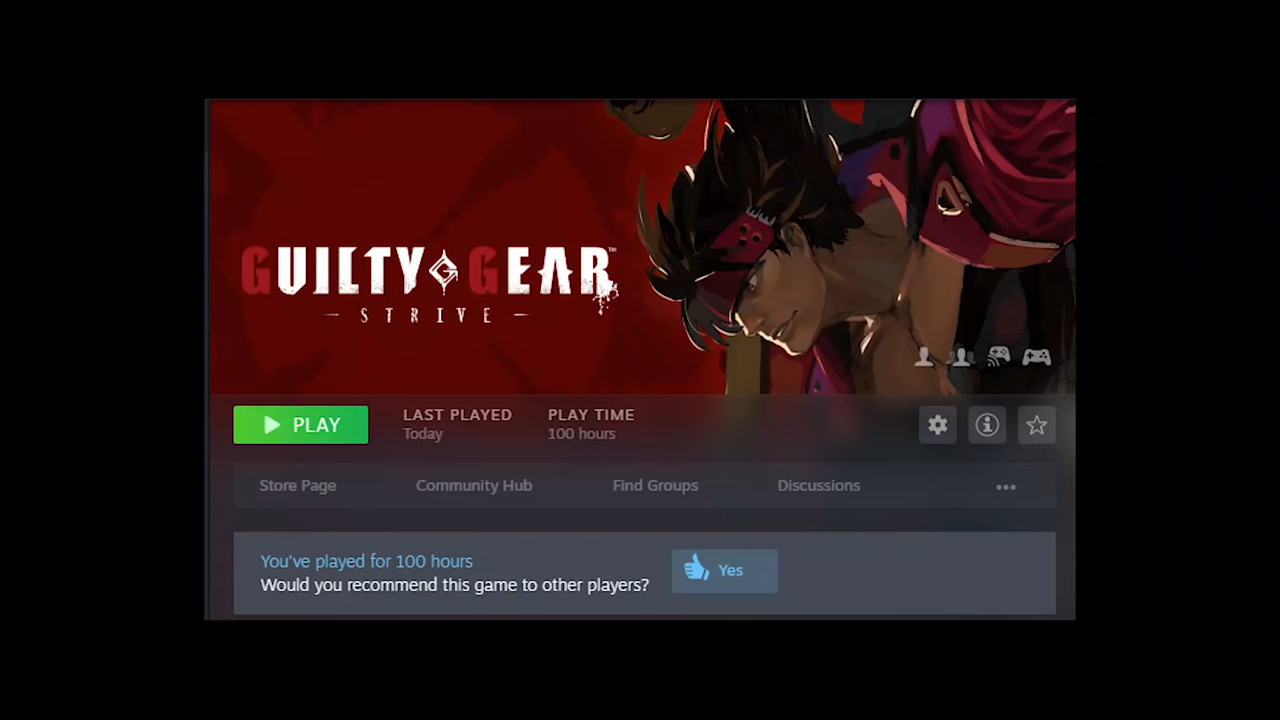 GUILTY GEAR™
STRIVE
PLAY
LAST PLAYED
Today
PLAY TIME
100 hours
Store Page
Community Hub
Find Groups
Discussions
You've played for 100 hours
Would you recommend this game to other players?
Yes